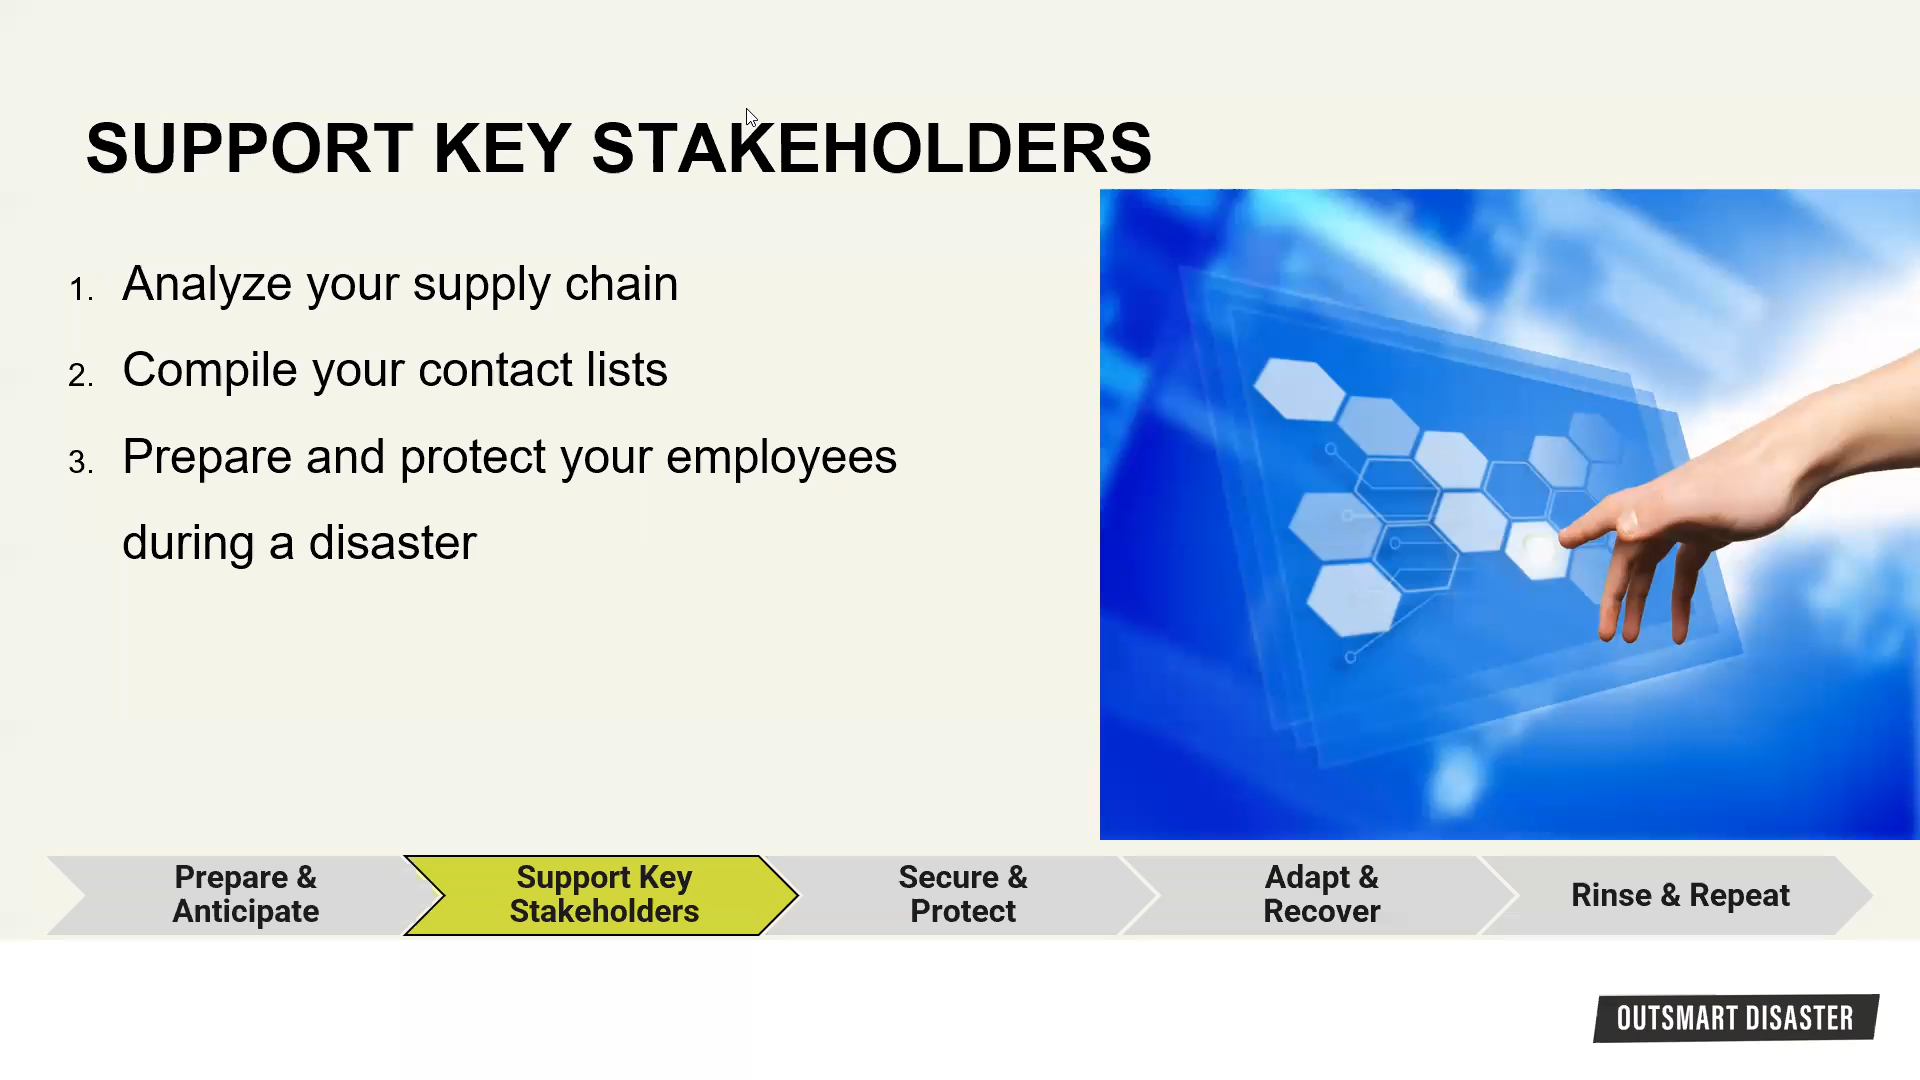 SUPPORT KEY STAKEHOLDERS
1. Analyze your supply chain
2. Compile your contact lists
3. Prepare and protect your employees
during a disaster
Prepare &
Anticipate
Support Key
Stakeholders
Secure &
Protect
Adapt &
Recover
Rinse & Repeat
OUTSMART DISASTER